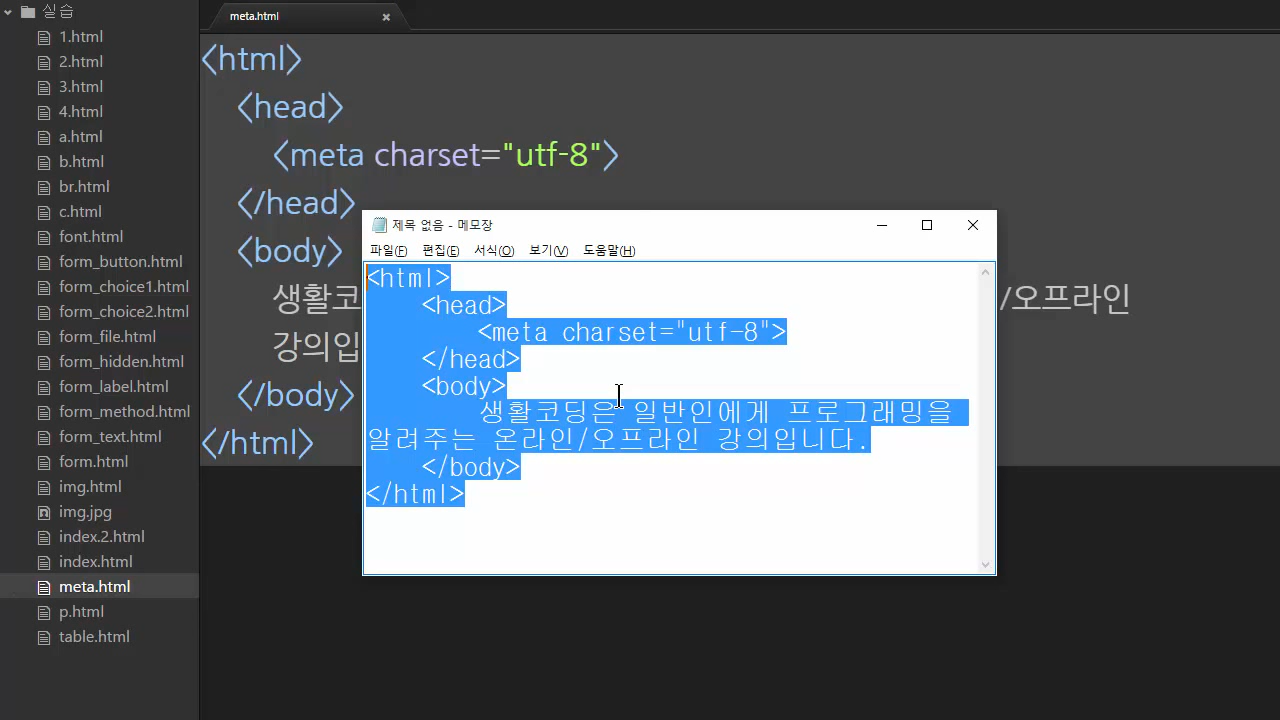 실습
1.html
2.html
3.html
4.html
a.html
b.html
br.html
c.html
font.html
form_button.html
form_choice1.html
form_choice2.html
form_file.html
form_hidden.html
form_label.html
form_method.html
form_text.html
form.html
img.html
img.jpg
index.2.html
index.html
meta.html
p.html
table.html
meta.html
<html>
<head>
<meta charset="utf-8">
</head>
<body>
생활코
/오프라인
강의입
</body>
</html>
제목 없음 - 메모장
파일(F) 편집(E) 서식(O) 보기(V) 도움말(H)
<html>
<head>
<meta charset="utf-8">
</head>
<body>
생활코딩은 일반인에게 프로그래밍을
알려주는 온라인/오프라인 강의입니다.
</body>
</html>